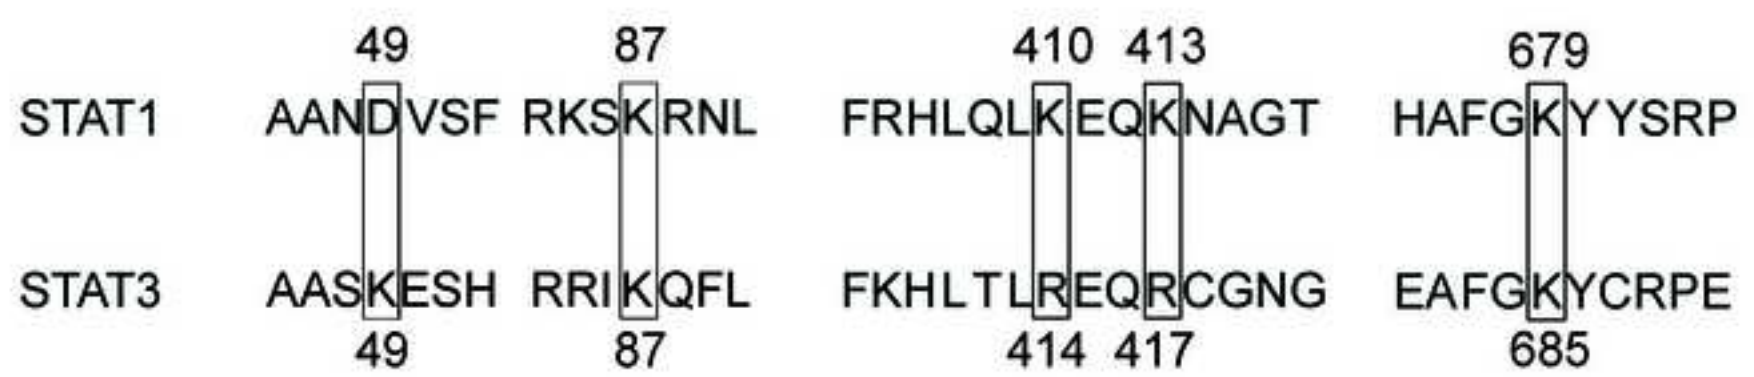 49 87 410 413 679
STAT1 AANDVSF RKSKRNL FRHLQLKEQKNAGT HAFGKYYSRP
STAT3 AASKESH RRIKQFL FKHLTLREQRCGNG EAFGKYCRPE
49 87 414 417 685